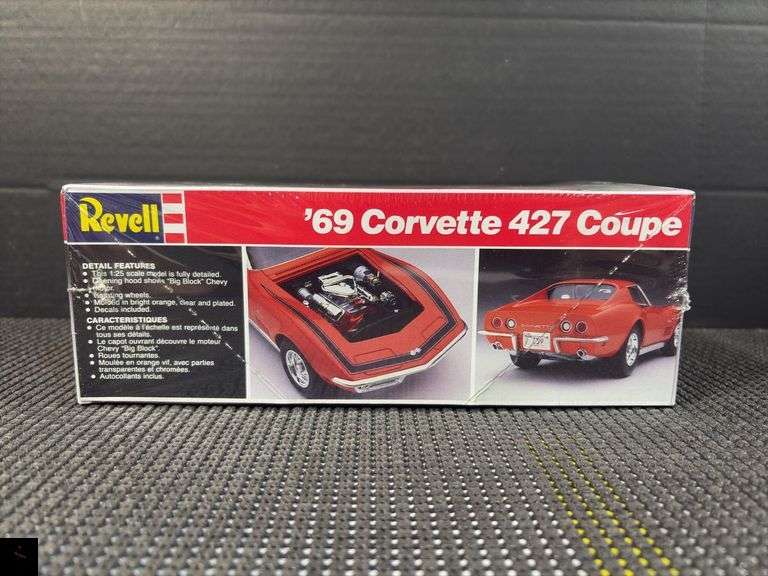 Revell
'69 Corvette 427 Coupe
DETAIL FEATURES
• This 1:25 scale model is fully detailed.
• Opening hood shows "Big Block" Chevy
motor.
• Turning wheels.
• Molded in bright orange, clear and plated.
• Decals included.
CARACTERISTIQUES
• Ce modèle à l'échelle est représenté dans
tous ses détails.
• Le capot ouvrant découvre le moteur
Chevy "Big Block".
• Roues tournantes.
• Moulée en orange vif, avec parties
transparentes et chromées.
• Autocollants inclus.